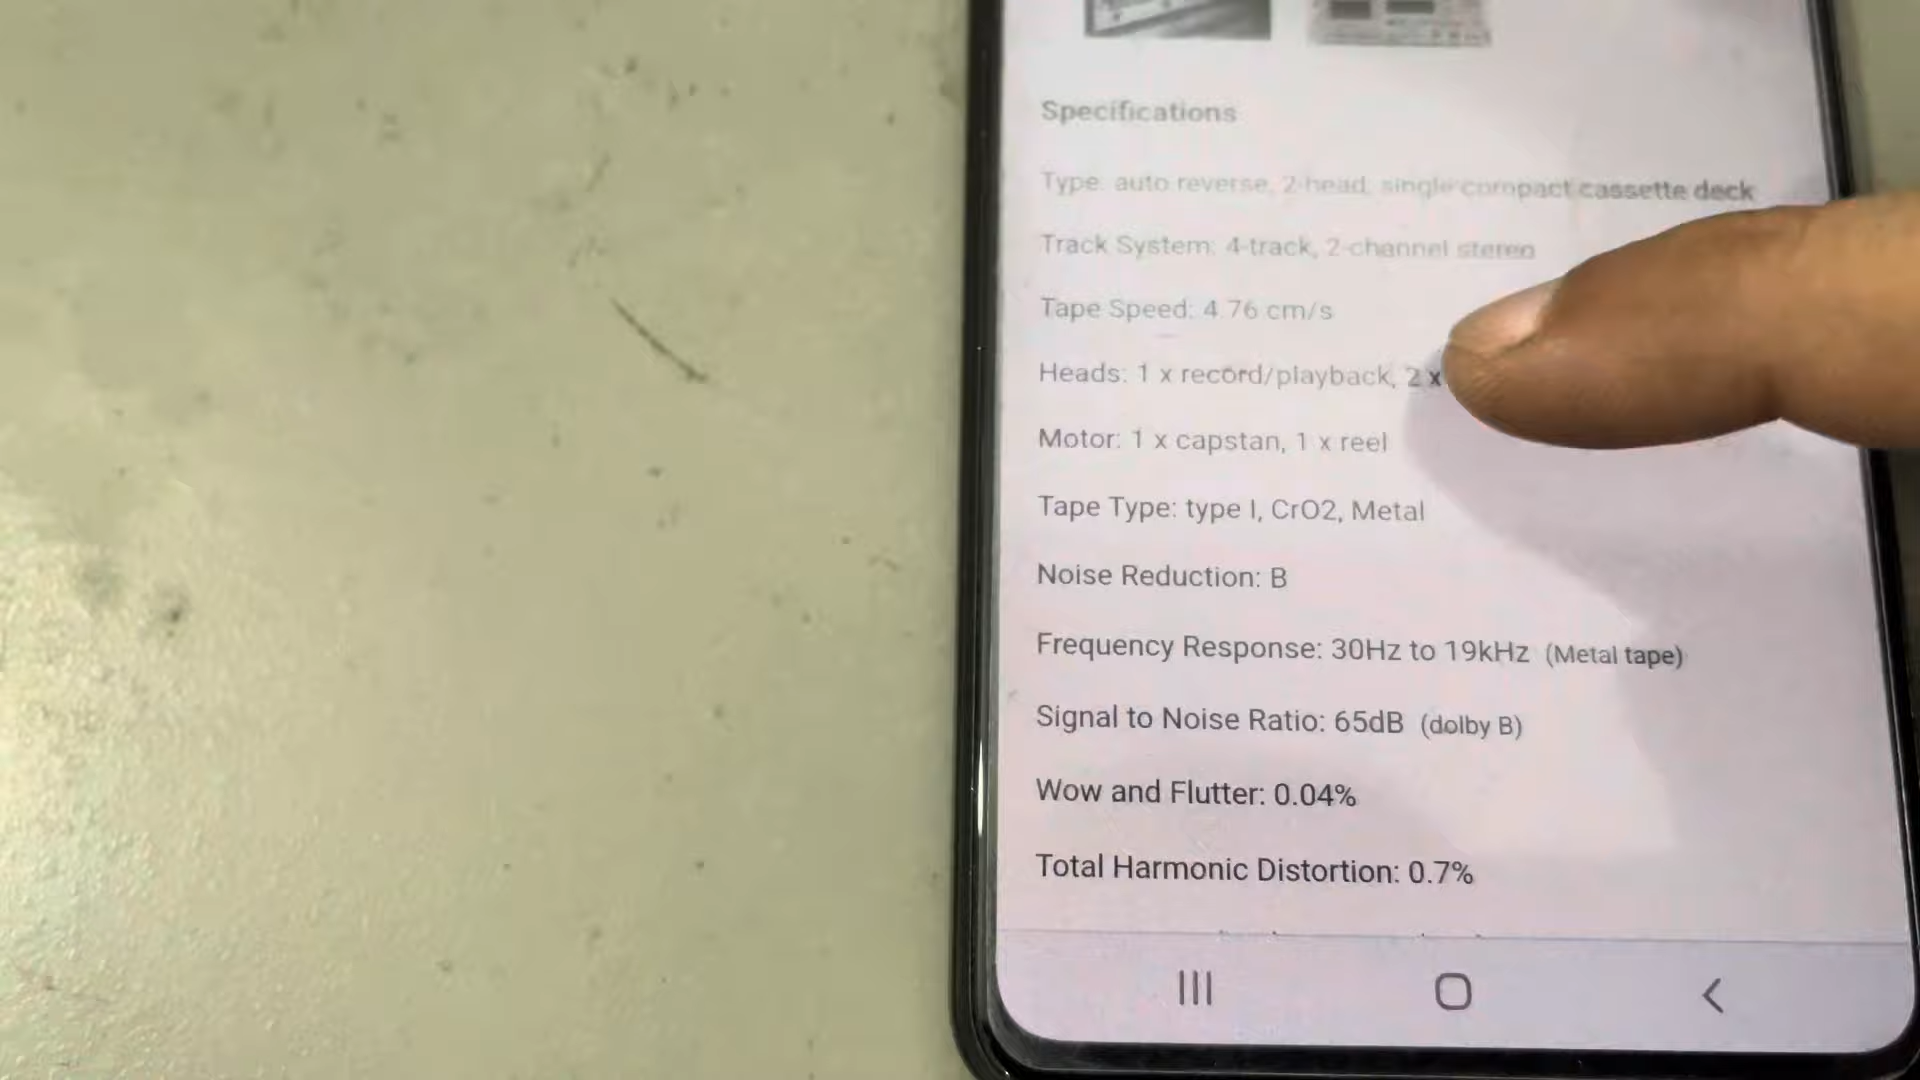 Specifications
Type: auto reverse, 2-head, single compact cassette deck
Track System: 4-track, 2-channel stereo
Tape Speed: 4.76 cm/s
Heads: 1 x record/playback, 2 x
Motor: 1 x capstan, 1 x reel
Tape Type: type I, CrO2, Metal
Noise Reduction: B
Frequency Response: 30Hz to 19kHz (Metal tape)
Signal to Noise Ratio: 65dB (dolby B)
Wow and Flutter: 0.04%
Total Harmonic Distortion: 0.7%